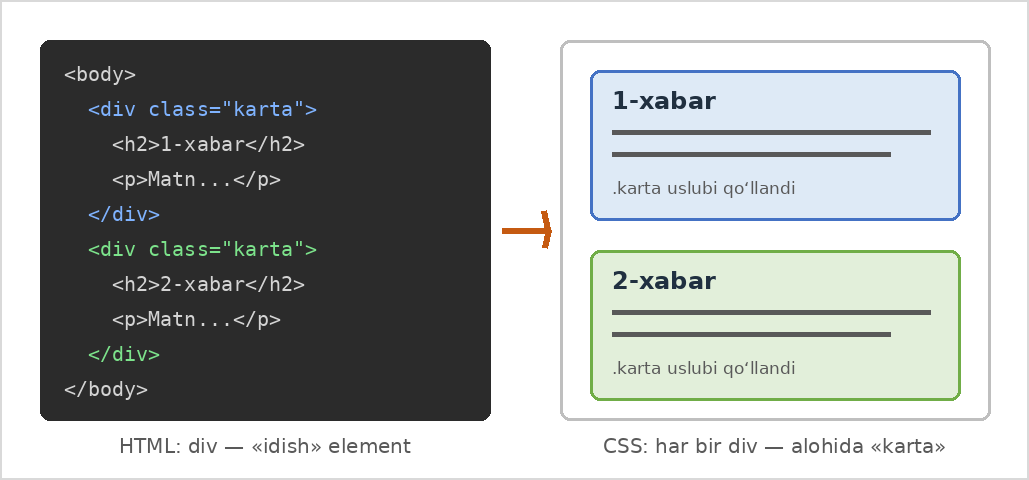 <body>
<div class="karta">
<h2>1-xabar</h2>
<p>Matn...</p>
</div>
<div class="karta">
<h2>2-xabar</h2>
<p>Matn...</p>
</div>
</body>
HTML: div — «idish» element
1-xabar
.karta uslubi qo‘llandi
2-xabar
.karta uslubi qo‘llandi
CSS: har bir div — alohida «karta»